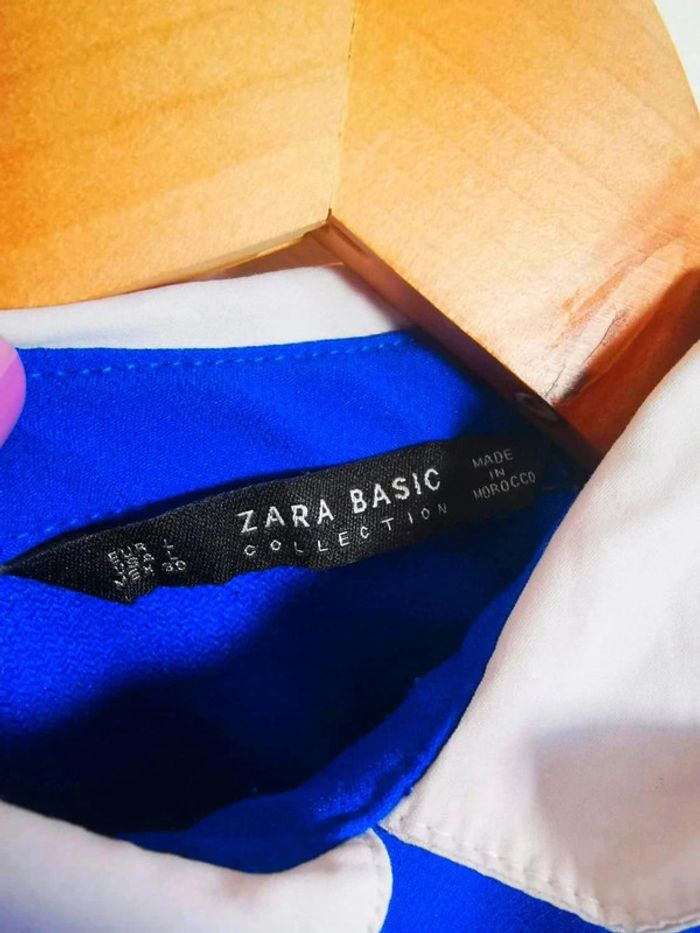 ZARA BASIC
COLLECTION
MADE
IN
MOROCCO
EUR L
USA L
MEX 30